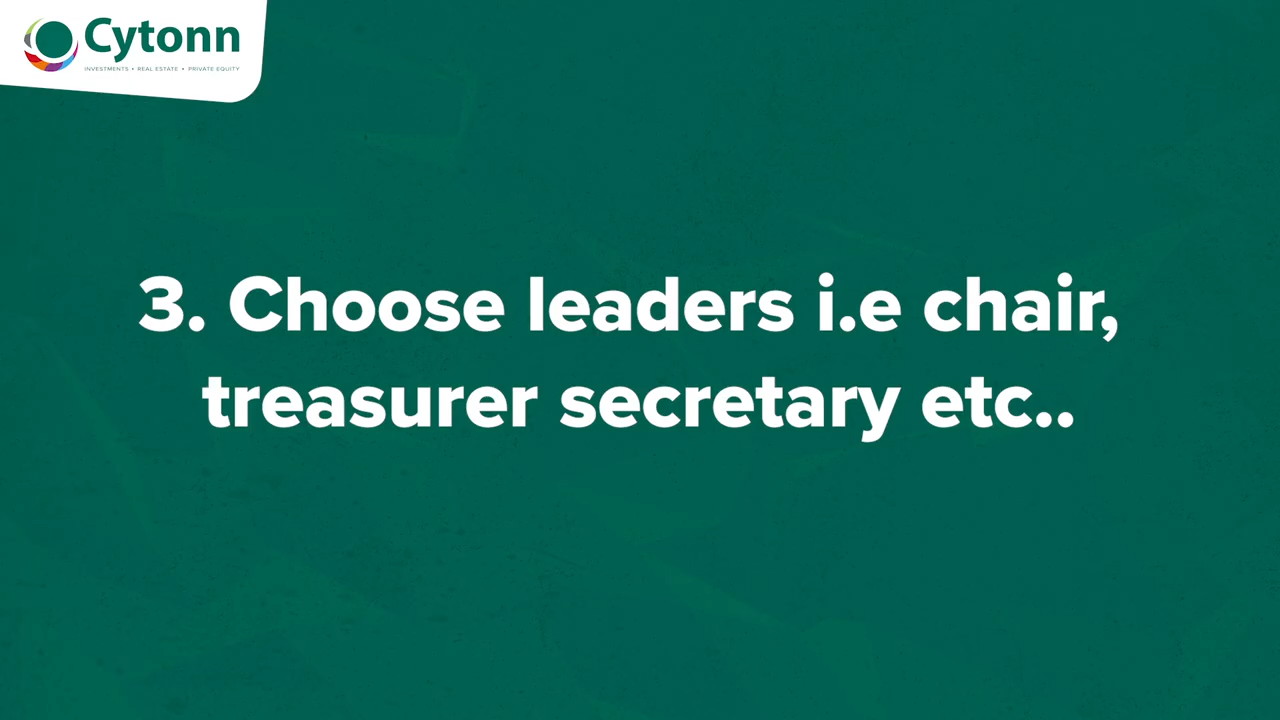 Cytonn
INVESTMENTS • REAL ESTATE • PRIVATE EQUITY
3. Choose leaders i.e chair,
treasurer secretary etc..